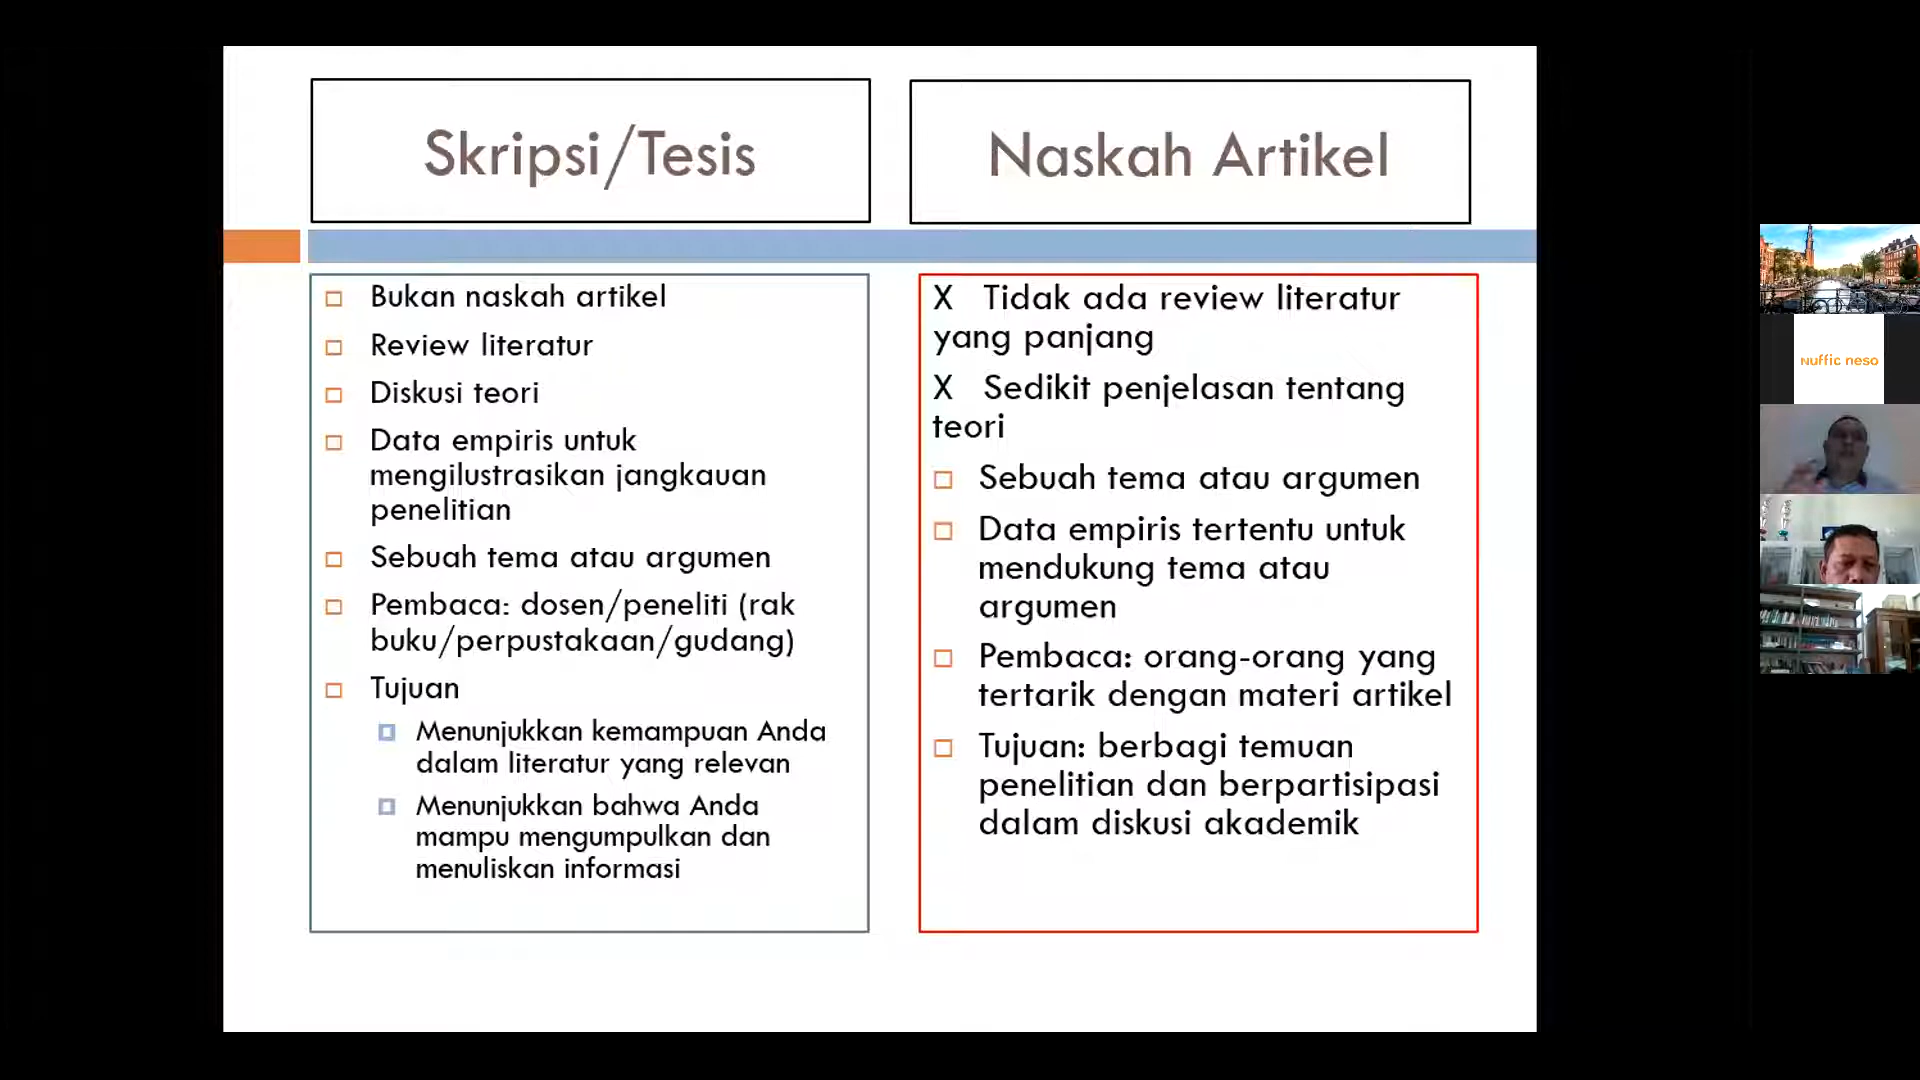 Skripsi/Tesis
Naskah Artikel
Bukan naskah artikel
Review literatur
Diskusi teori
Data empiris untuk
mengilustrasikan jangkauan
penelitian
Sebuah tema atau argumen
Pembaca: dosen/peneliti (rak
buku/perpustakaan/gudang)
Tujuan
Menunjukkan kemampuan Anda
dalam literatur yang relevan
Menunjukkan bahwa Anda
mampu mengumpulkan dan
menuliskan informasi
X Tidak ada review literatur
yang panjang
X Sedikit penjelasan tentang
teori
Sebuah tema atau argumen
Data empiris tertentu untuk
mendukung tema atau
argumen
Pembaca: orang-orang yang
tertarik dengan materi artikel
Tujuan: berbagi temuan
penelitian dan berpartisipasi
dalam diskusi akademik
nuffic neso